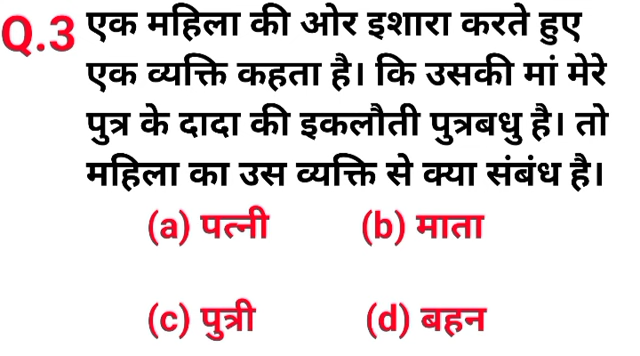 Q.3 एक महिला की ओर इशारा करते हुए
एक व्यक्ति कहता है। कि उसकी मां मेरे
पुत्र के दादा की इकलौती पुत्रबधु है। तो
महिला का उस व्यक्ति से क्या संबंध है।
(a) पत्नी (b) माता
(c) पुत्री (d) बहन